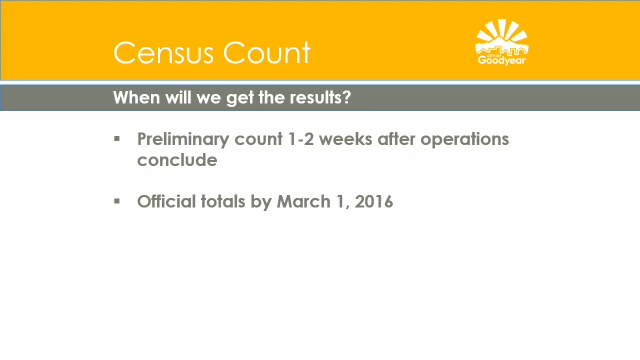 Census Count
Goodyear
When will we get the results?
▪ Preliminary count 1-2 weeks after operations
conclude
▪ Official totals by March 1, 2016